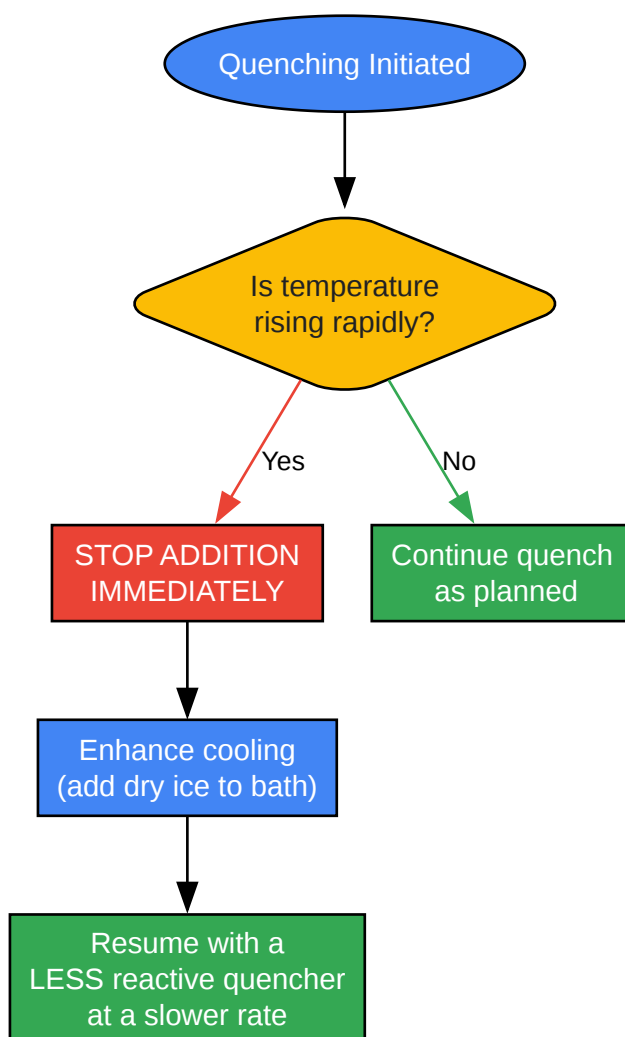 Quenching Initiated
Is temperature
rising rapidly?
Yes
No
STOP ADDITION
IMMEDIATELY
Continue quench
as planned
Enhance cooling
(add dry ice to bath)
Resume with a
LESS reactive quencher
at a slower rate